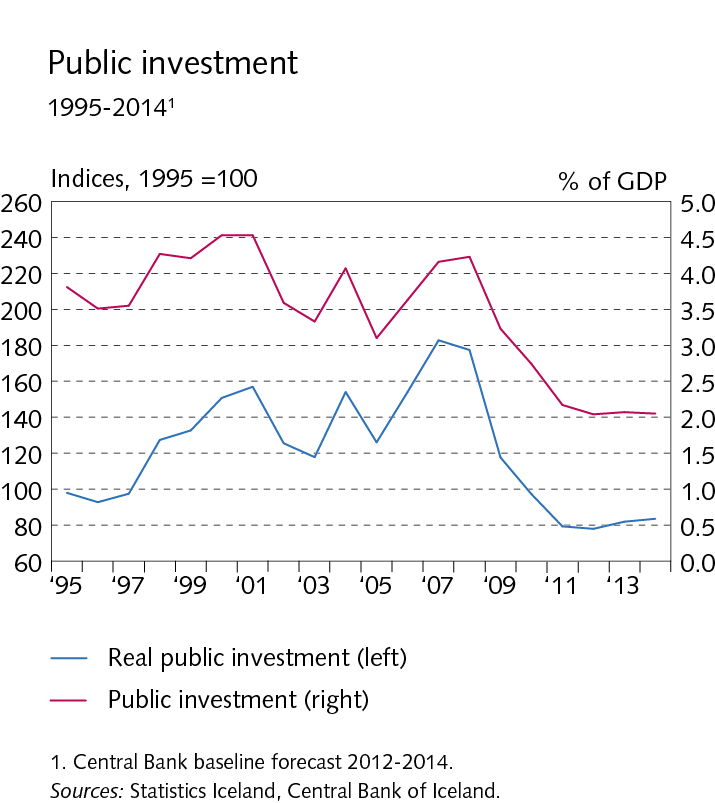 Public investment
1995-2014¹
Indices, 1995 =100
% of GDP
260
240
220
200
180
160
140
120
100
80
60
5.0
4.5
4.0
3.5
3.0
2.5
2.0
1.5
1.0
0.5
0.0
‘95 ‘97 ‘99 ‘01 ‘03 ‘05 ‘07 ‘09 ‘11 ‘13
Real public investment (left)
Public investment (right)
1. Central Bank baseline forecast 2012-2014.
Sources: Statistics Iceland, Central Bank of Iceland.